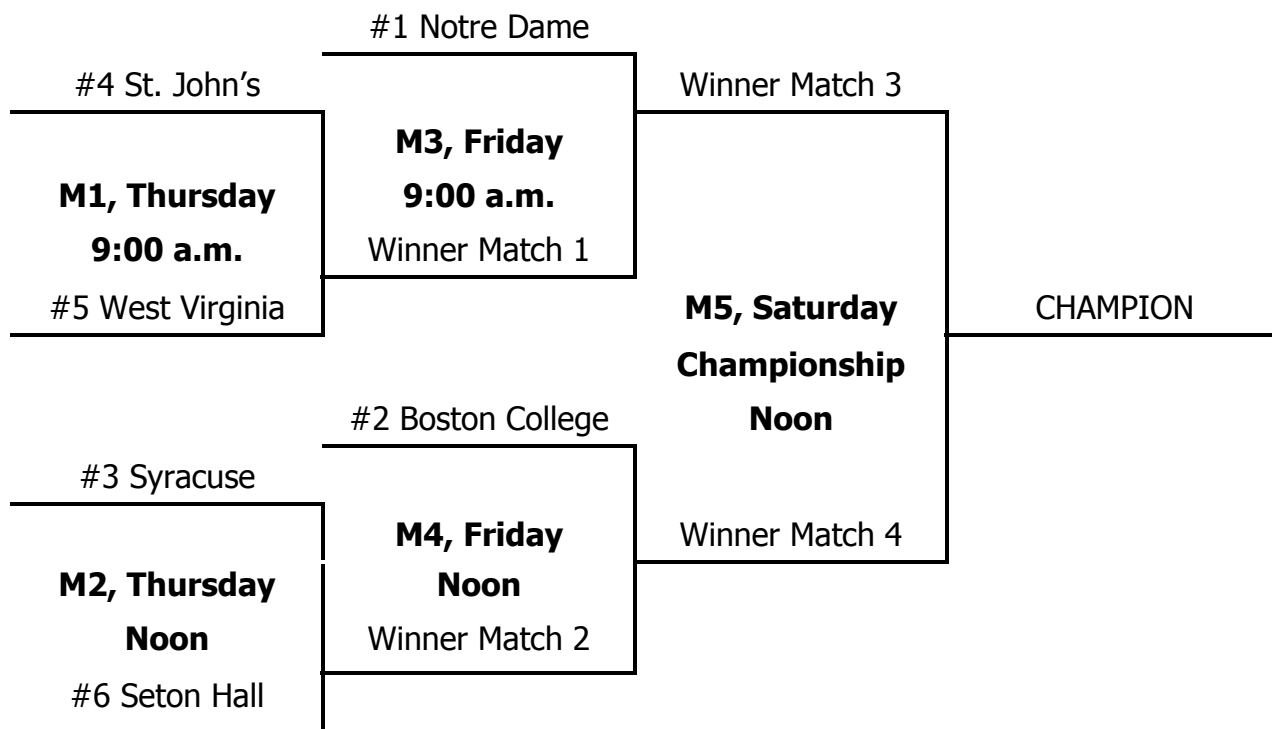 #1 Notre Dame
#4 St. John’s
Winner Match 3
M3, Friday
9:00 a.m.
M1, Thursday
9:00 a.m.
Winner Match 1
#5 West Virginia
M5, Saturday
Championship
Noon
CHAMPION
#2 Boston College
#3 Syracuse
M4, Friday
Noon
Winner Match 4
M2, Thursday
Noon
Winner Match 2
#6 Seton Hall